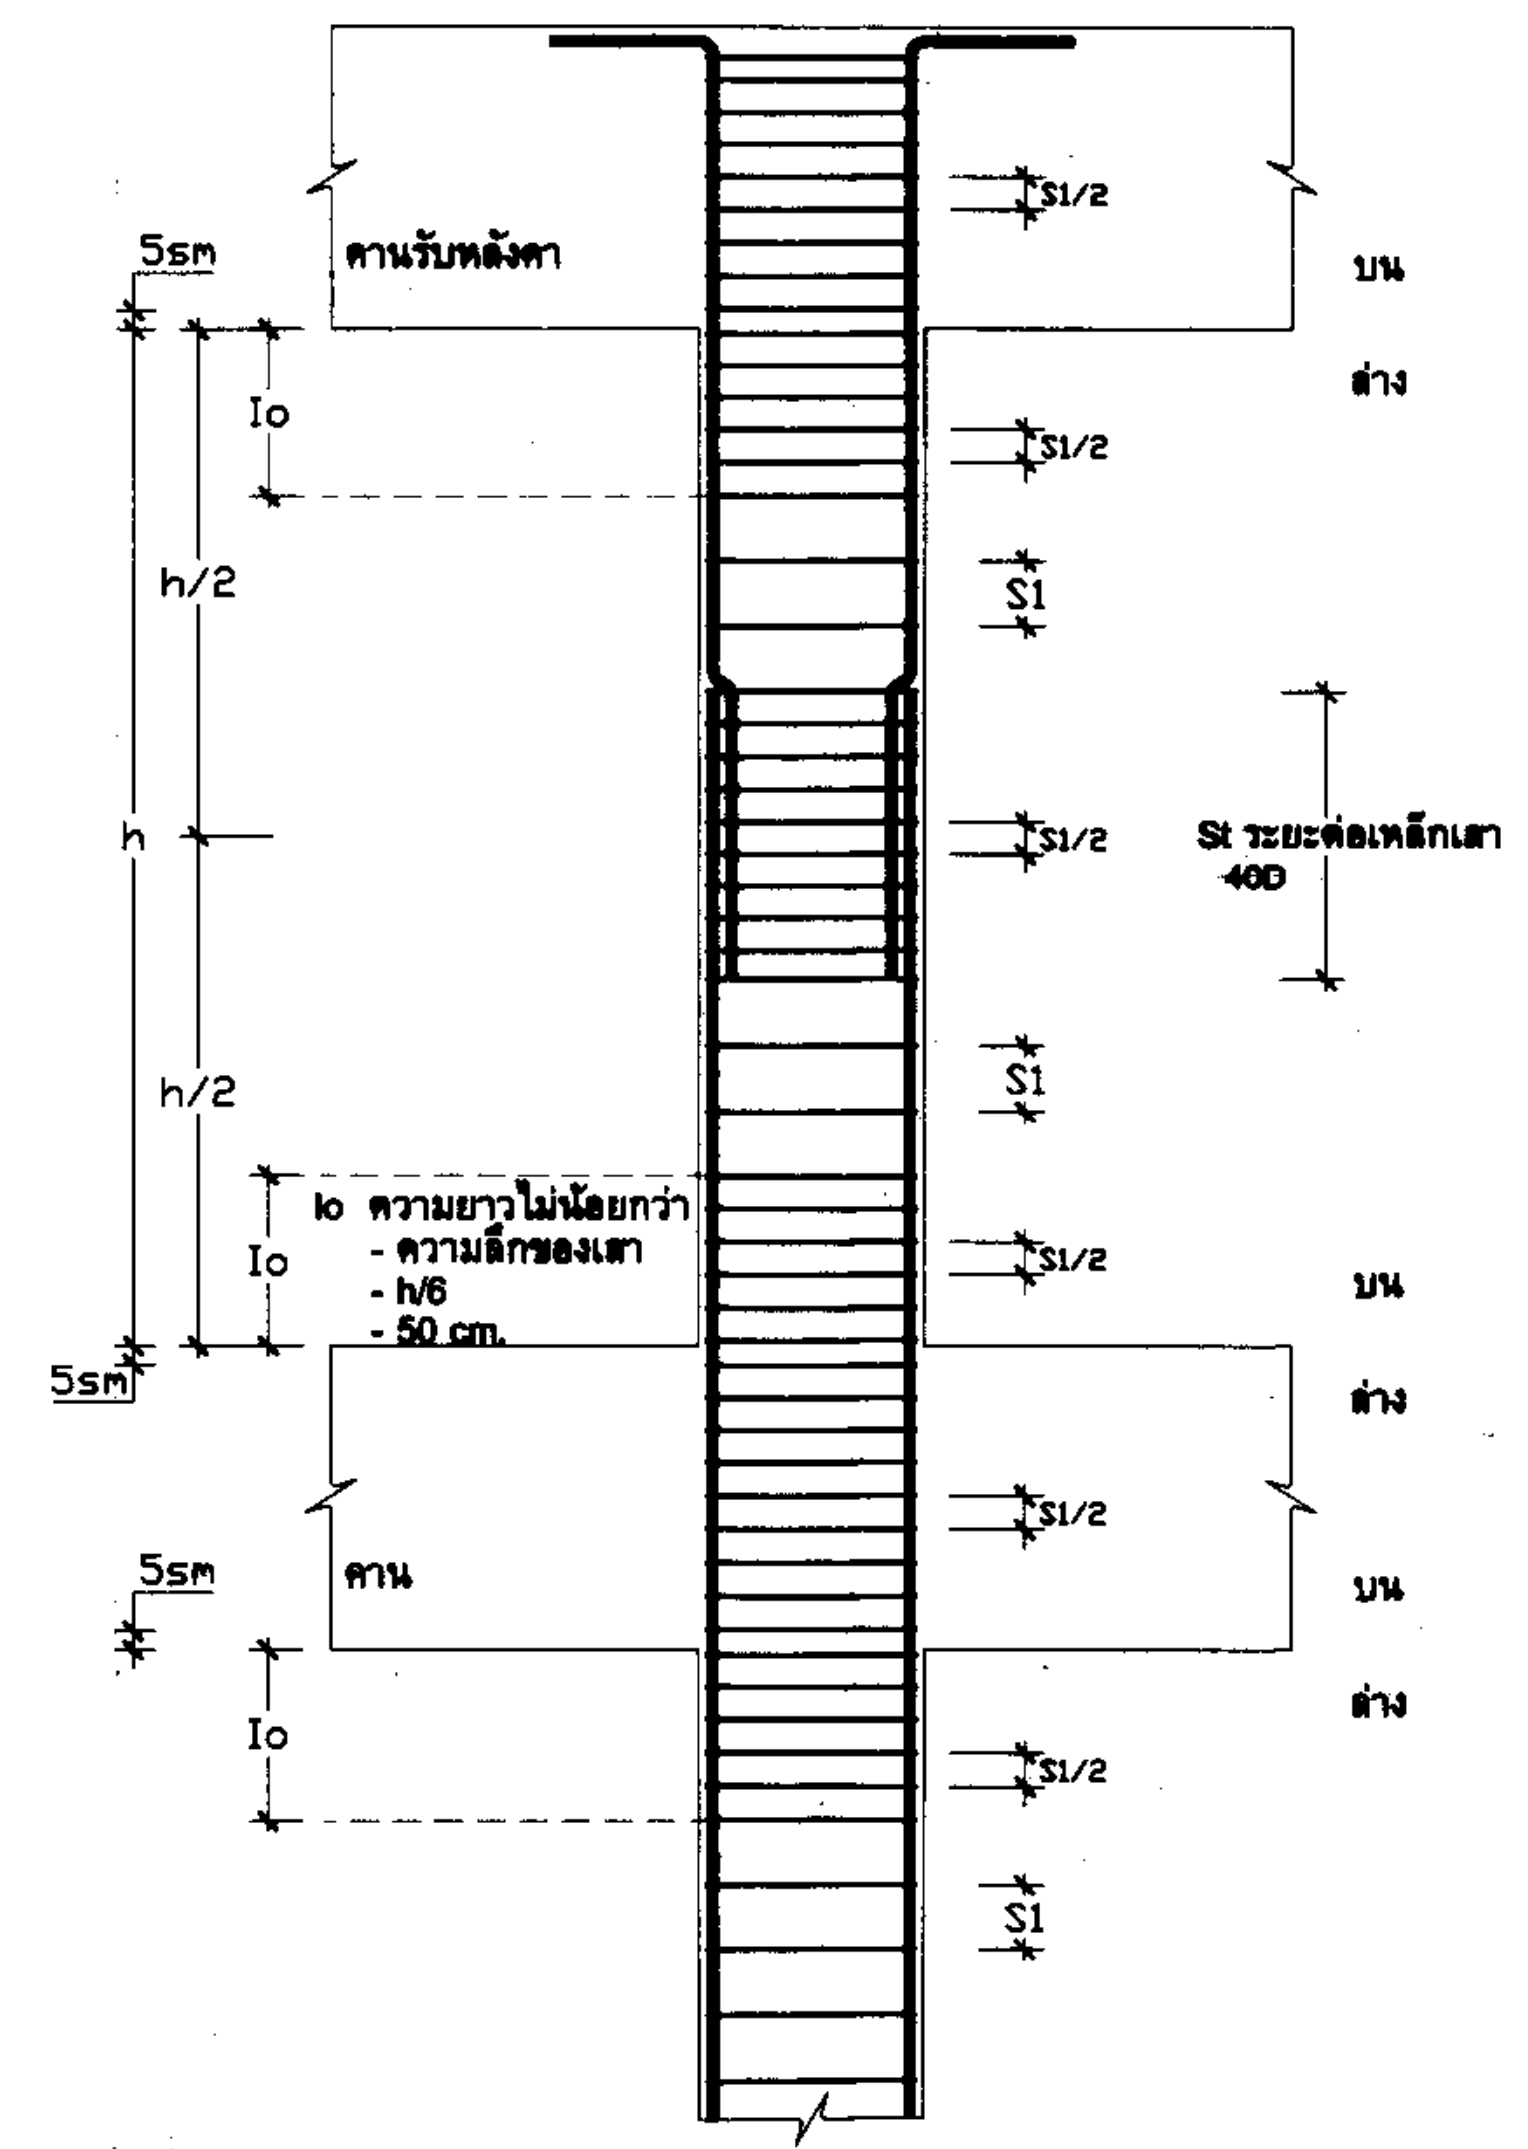 S1/2
5sm
คานรับหลังคา
บน
ล่าง
Io
S1/2
h/2
S1
h
S1/2
St ระยะต่อเหล็กเสา
40D
h/2
S1
Io
lo ความยาวไม่น้อยกว่า
- ความลึกของเสา
- h/6
- 50 cm.
S1/2
บน
5sm
ล่าง
S1/2
5sm
คาน
บน
ล่าง
Io
S1/2
S1